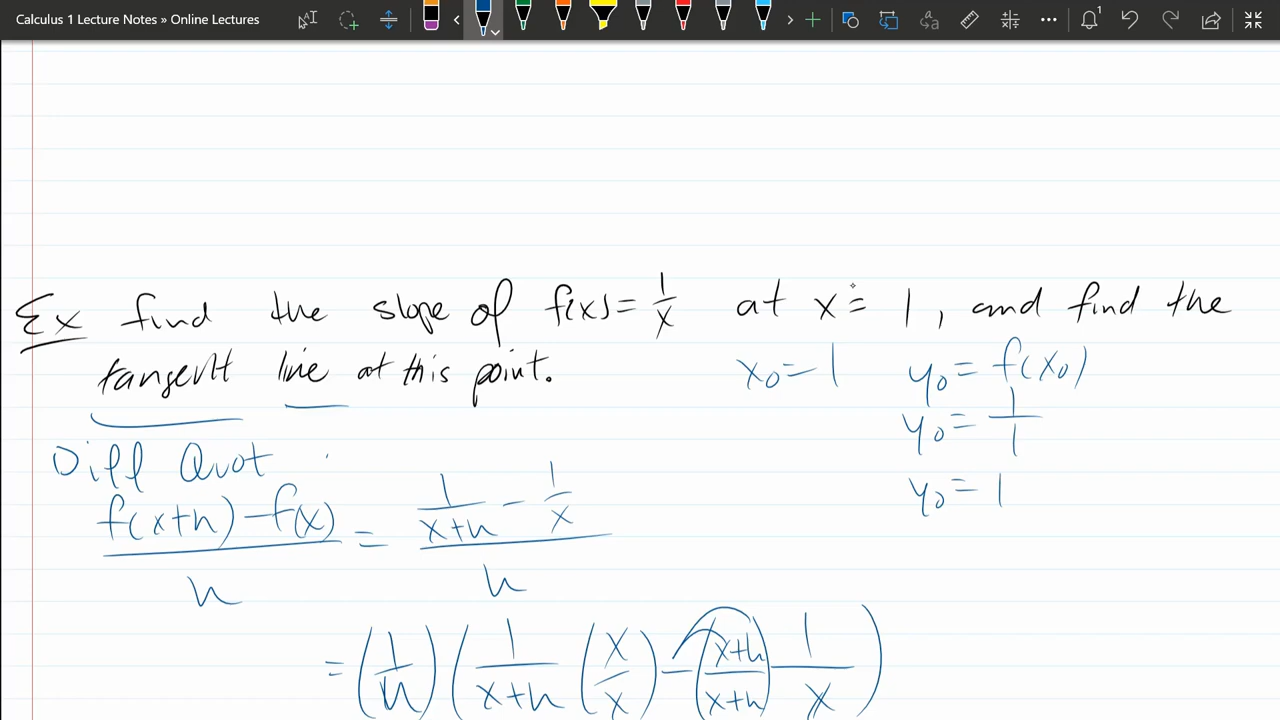 Calculus 1 Lecture Notes » Online Lectures
Ex find the slope of f(x) = 1/x at x = 1, and find the
tangent line at this point.
x₀ = 1 y₀ = f(x₀)
y₀ = 1/1
y₀ = 1
Diff Quot
(f(x+h) - f(x))/h = (1/(x+h) - 1/x)/h
= (1/h) (1/(x+h) (x/x) - ((x+h)/(x+h)) 1/x)